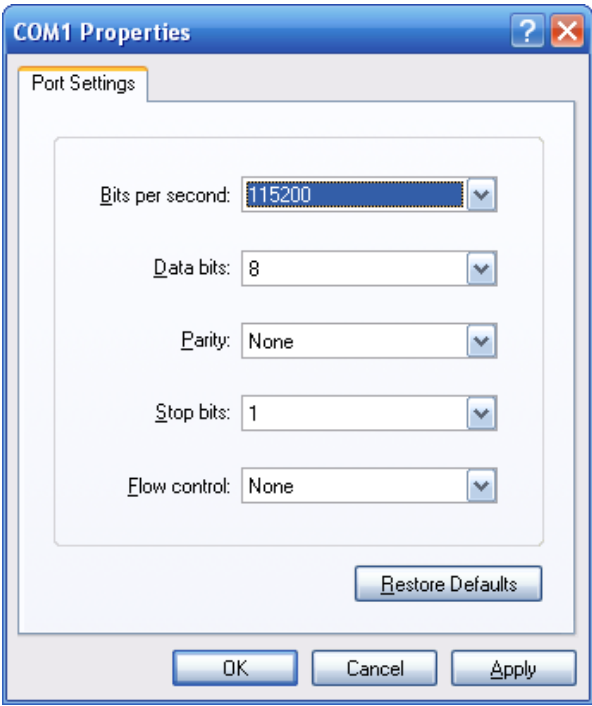 COM1 Properties
Port Settings
Bits per second: 115200
Data bits: 8
Parity: None
Stop bits: 1
Flow control: None
Restore Defaults
OK Cancel Apply